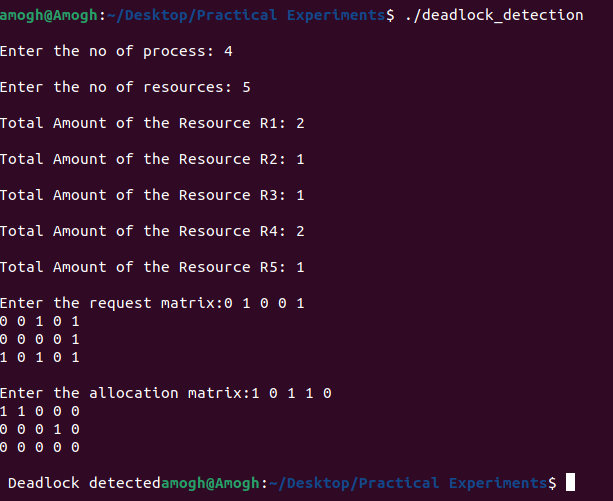 amogh@Amogh:~/Desktop/Practical Experiments$ ./deadlock_detection
Enter the no of process: 4
Enter the no of resources: 5
Total Amount of the Resource R1: 2
Total Amount of the Resource R2: 1
Total Amount of the Resource R3: 1
Total Amount of the Resource R4: 2
Total Amount of the Resource R5: 1
Enter the request matrix:0 1 0 0 1
0 0 1 0 1
0 0 0 0 1
1 0 1 0 1
Enter the allocation matrix:1 0 1 1 0
1 1 0 0 0
0 0 0 1 0
0 0 0 0 0
Deadlock detectedamogh@Amogh:~/Desktop/Practical Experiments$